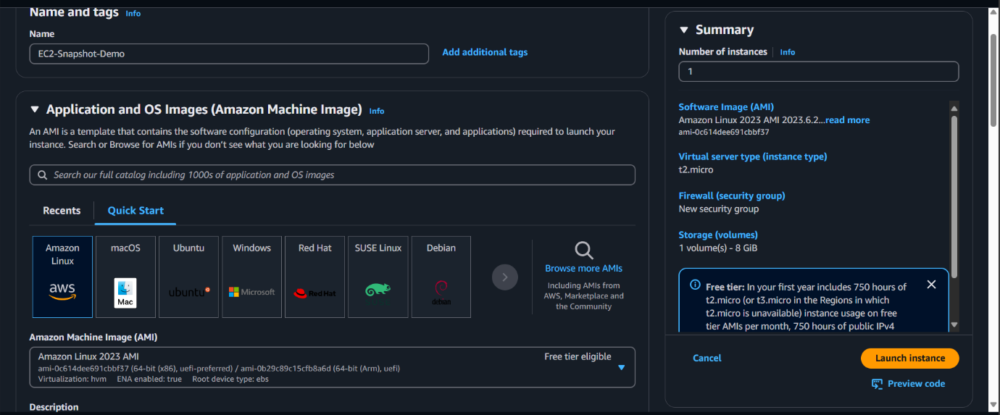 Name and tags Info
Name
EC2-Snapshot-Demo
Add additional tags
Application and OS Images (Amazon Machine Image) Info
An AMI is a template that contains the software configuration (operating system, application server, and applications) required to launch your
instance. Search or Browse for AMIs if you don't see what you are looking for below
Search our full catalog including 1000s of application and OS images
Recents
Quick Start
Amazon
Linux
aws
macOS
Mac
Ubuntu
ubuntu
Windows
Microsoft
Red Hat
Red Hat
SUSE Linux
Debian
debian
Browse more AMIs
Including AMIs from
AWS, Marketplace and
the Community
Amazon Machine Image (AMI)
Amazon Linux 2023 AMI
Free tier eligible
ami-0c614dee691cbbf37 (64-bit (x86), uefi-preferred) / ami-0b29c89c15cfb8a6d (64-bit (Arm), uefi)
Virtualization: hvm ENA enabled: true Root device type: ebs
Description
Summary
Number of instances Info
1
Software Image (AMI)
Amazon Linux 2023 AMI 2023.6.2...read more
ami-0c614dee691cbbf37
Virtual server type (instance type)
t2.micro
Firewall (security group)
New security group
Storage (volumes)
1 volume(s) - 8 GiB
Free tier: In your first year includes 750 hours of
t2.micro (or t3.micro in the Regions in which
t2.micro is unavailable) instance usage on free
tier AMIs per month, 750 hours of public IPv4
Cancel
Launch instance
Preview code